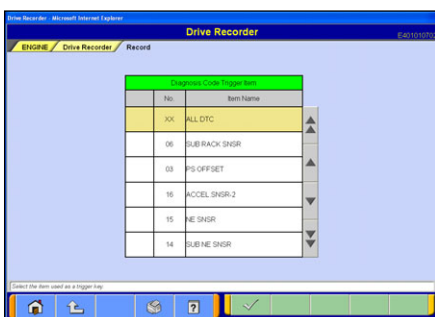 Drive Recorder - Microsoft Internet Explorer
Drive Recorder
E401010702
ENGINE Drive Recorder Record
Diagnosis Code Trigger Item
No. Item Name
XX ALL DTC
06 SUB RACK SNSR
03 PS OFFSET
16 ACCEL SNSR-2
15 NE SNSR
14 SUB NE SNSR
Select the item used as a trigger key.
?